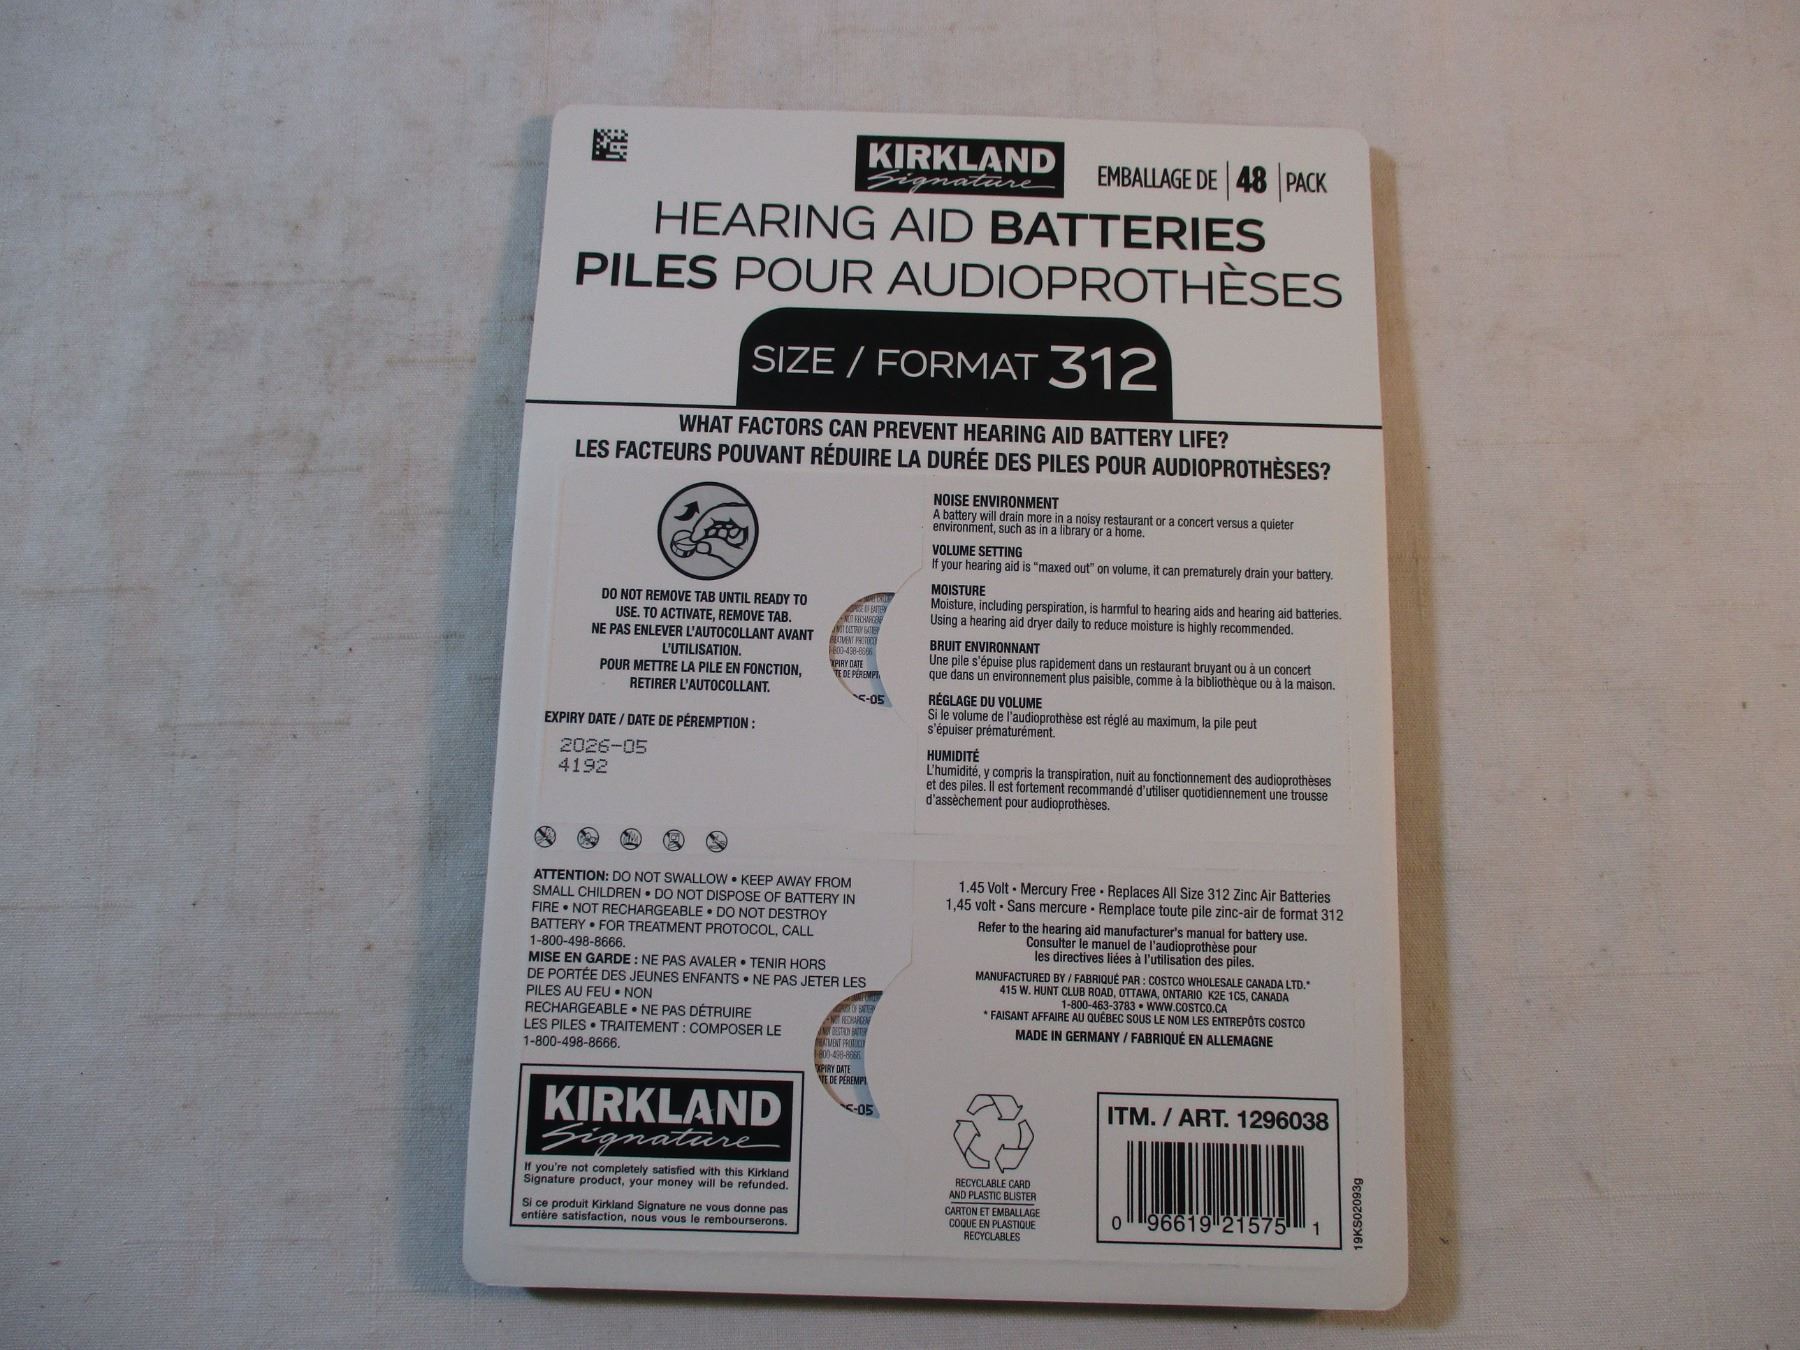 KIRKLAND
Signature
EMBALLAGE DE | 48 | PACK
HEARING AID BATTERIES
PILES POUR AUDIOPROTHÈSES
SIZE / FORMAT 312
WHAT FACTORS CAN PREVENT HEARING AID BATTERY LIFE?
LES FACTEURS POUVANT RÉDUIRE LA DURÉE DES PILES POUR AUDIOPROTHÈSES?
DO NOT REMOVE TAB UNTIL READY TO
USE. TO ACTIVATE, REMOVE TAB.
NE PAS ENLEVER L'AUTOCOLLANT AVANT
L'UTILISATION.
POUR METTRE LA PILE EN FONCTION,
RETIRER L'AUTOCOLLANT.
EXPIRY DATE / DATE DE PÉREMPTION :
2026-05
4192
NOISE ENVIRONMENT
A battery will drain more in a noisy restaurant or a concert versus a quieter
environment, such as in a library or a home.
VOLUME SETTING
If your hearing aid is "maxed out" on volume, it can prematurely drain your battery.
MOISTURE
Moisture, including perspiration, is harmful to hearing aids and hearing aid batteries.
Using a hearing aid dryer daily to reduce moisture is highly recommended.
BRUIT ENVIRONNANT
Une pile s'épuise plus rapidement dans un restaurant bruyant ou à un concert
que dans un environnement plus paisible, comme à la bibliothèque ou à la maison.
RÉGLAGE DU VOLUME
Si le volume de l'audioprothèse est réglé au maximum, la pile peut
s'épuiser prématurément.
HUMIDITÉ
L'humidité, y compris la transpiration, nuit au fonctionnement des audioprothèses
et des piles. Il est fortement recommandé d'utiliser quotidiennement une trousse
d'assèchement pour audioprothèses.
1-800-498-8666
-05
ATTENTION: DO NOT SWALLOW • KEEP AWAY FROM
SMALL CHILDREN • DO NOT DISPOSE OF BATTERY IN
FIRE • NOT RECHARGEABLE • DO NOT DESTROY
BATTERY • FOR TREATMENT PROTOCOL, CALL
1-800-498-8666.
MISE EN GARDE : NE PAS AVALER • TENIR HORS
DE PORTÉE DES JEUNES ENFANTS • NE PAS JETER LES
PILES AU FEU • NON
RECHARGEABLE • NE PAS DÉTRUIRE
LES PILES • TRAITEMENT : COMPOSER LE
1-800-498-8666.
1.45 Volt • Mercury Free • Replaces All Size 312 Zinc Air Batteries
1,45 volt • Sans mercure • Remplace toute pile zinc-air de format 312
Refer to the hearing aid manufacturer's manual for battery use.
Consulter le manuel de l'audioprothèse pour
les directives liées à l'utilisation des piles.
MANUFACTURED BY / FABRIQUÉ PAR : COSTCO WHOLESALE CANADA LTD.*
415 W. HUNT CLUB ROAD, OTTAWA, ONTARIO K2E 1C5, CANADA
1-800-463-3783 • WWW.COSTCO.CA
* FAISANT AFFAIRE AU QUÉBEC SOUS LE NOM LES ENTREPÔTS COSTCO
MADE IN GERMANY / FABRIQUÉ EN ALLEMAGNE
KIRKLAND
Signature
If you're not completely satisfied with this Kirkland
Signature product, your money will be refunded.
Si ce produit Kirkland Signature ne vous donne pas
entière satisfaction, nous vous le rembourserons.
RECYCLABLE CARD
AND PLASTIC BLISTER
CARTON ET EMBALLAGE
COQUE EN PLASTIQUE
RECYCLABLES
ITM. / ART. 1296038
0 96619 21575 1
19KS02093g